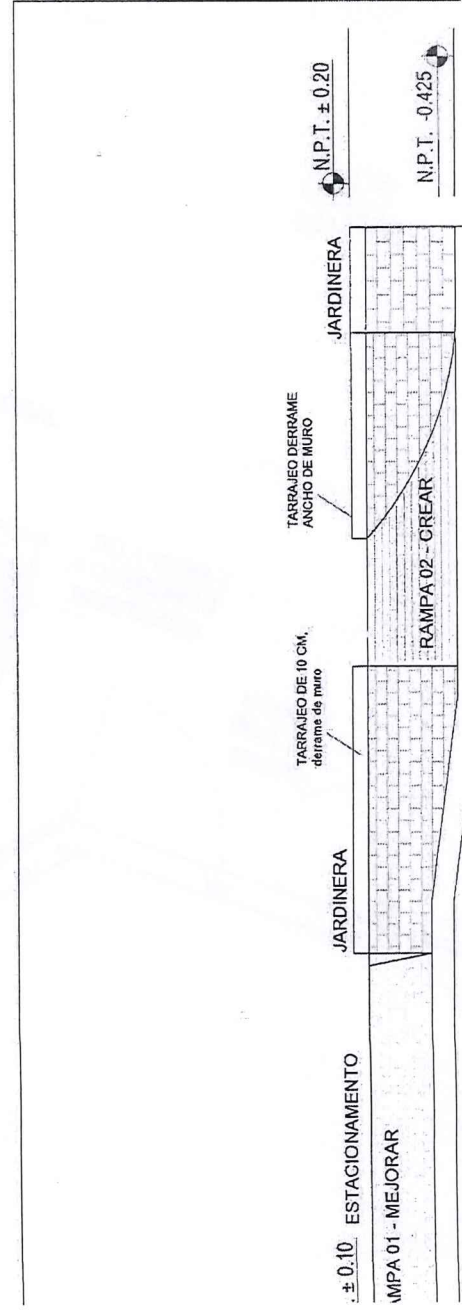 . ± 0.10 ESTACIONAMENTO
\MPA 01 - MEJORAR
JARDINERA
TARRAJEO DE 10 CM,
derrame de muro
TARRAJEO DERRAME
ANCHO DE MURO
RAMPA 02 - CREAR
JARDINERA
N.P.T. ± 0.20
N.P.T. -0.425